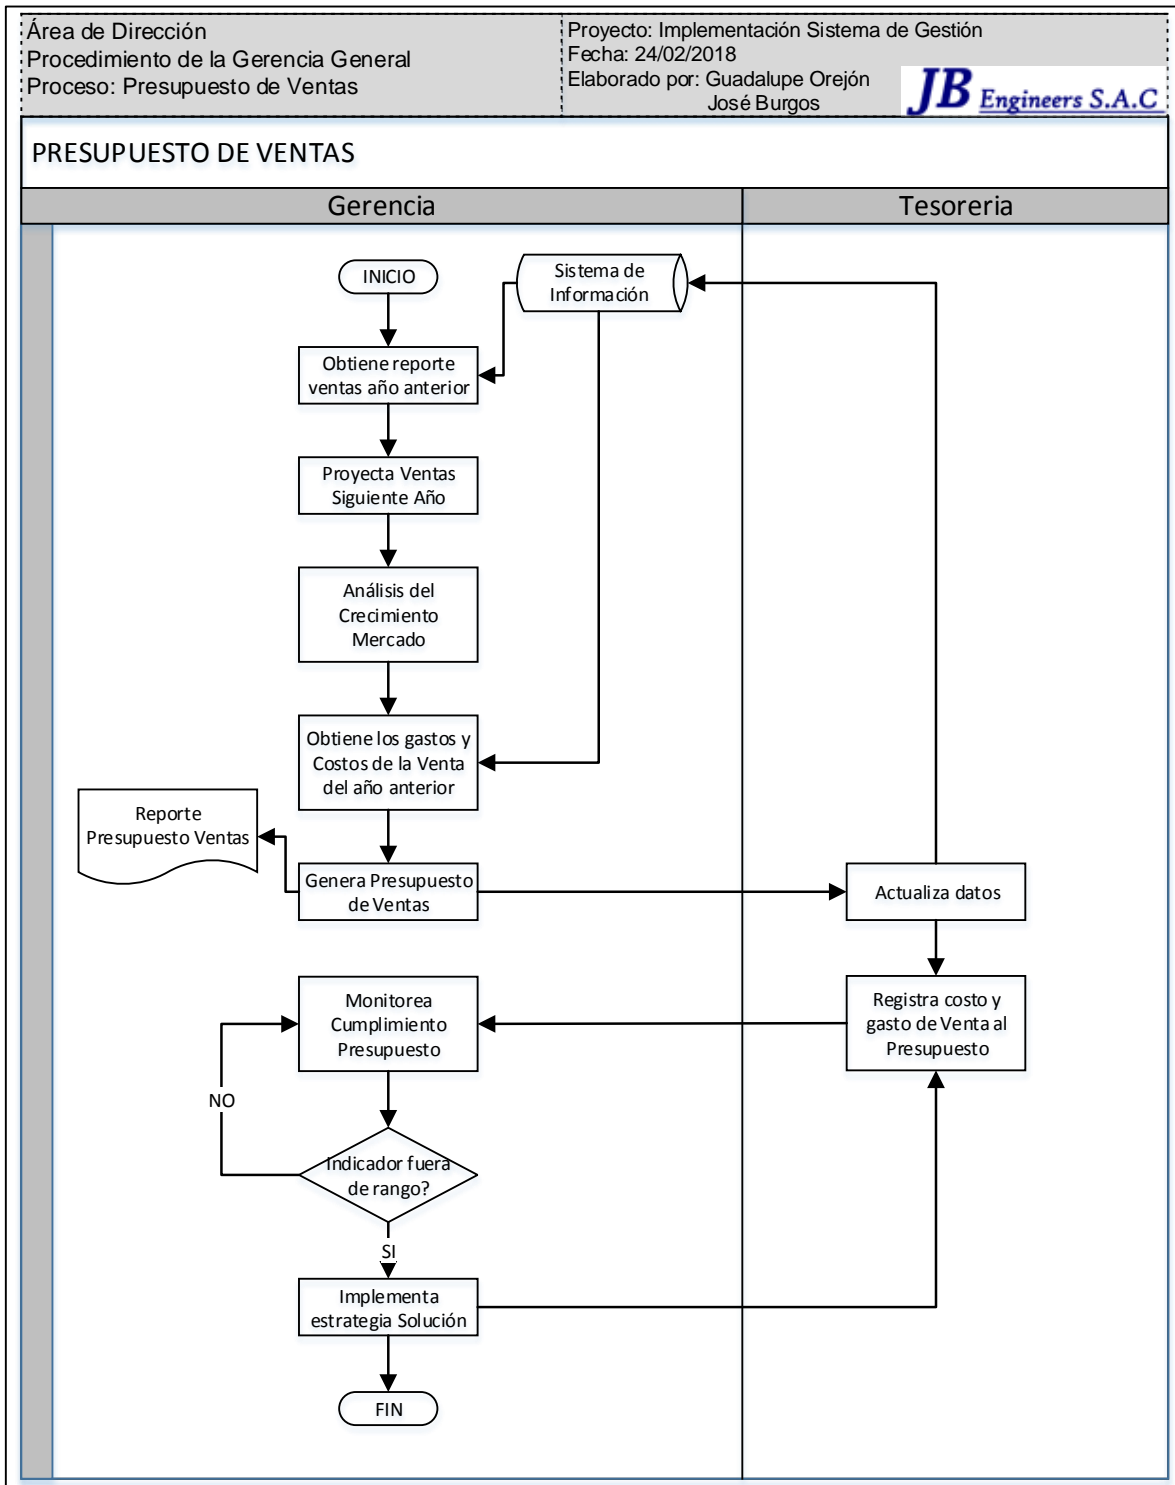 Área de Dirección
Procedimiento de la Gerencia General
Proceso: Presupuesto de Ventas
Proyecto: Implementación Sistema de Gestión
Fecha: 24/02/2018
Elaborado por: Guadalupe Orejón
José Burgos
JB Engineers S.A.C
PRESUPUESTO DE VENTAS
Gerencia
Tesoreria
INICIO
Sistema de
Información
Obtiene reporte
ventas año anterior
Proyecta Ventas
Siguiente Año
Análisis del
Crecimiento
Mercado
Obtiene los gastos y
Costos de la Venta
del año anterior
Reporte
Presupuesto Ventas
Genera Presupuesto
de Ventas
Actualiza datos
Monitorea
Cumplimiento
Presupuesto
Registra costo y
gasto de Venta al
Presupuesto
NO
Indicador fuera
de rango?
SI
Implementa
estrategia Solución
FIN